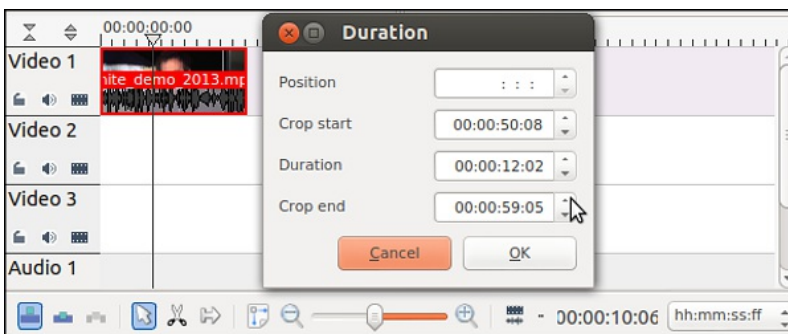 00:00:00:00
Duration
Video 1
nite_demo_2013.mp
Position : : :
Crop start 00:00:50:08
Video 2
Duration 00:00:12:02
Video 3
Crop end 00:00:59:05
Cancel OK
Audio 1
- 00:00:10:06 hh:mm:ss:ff